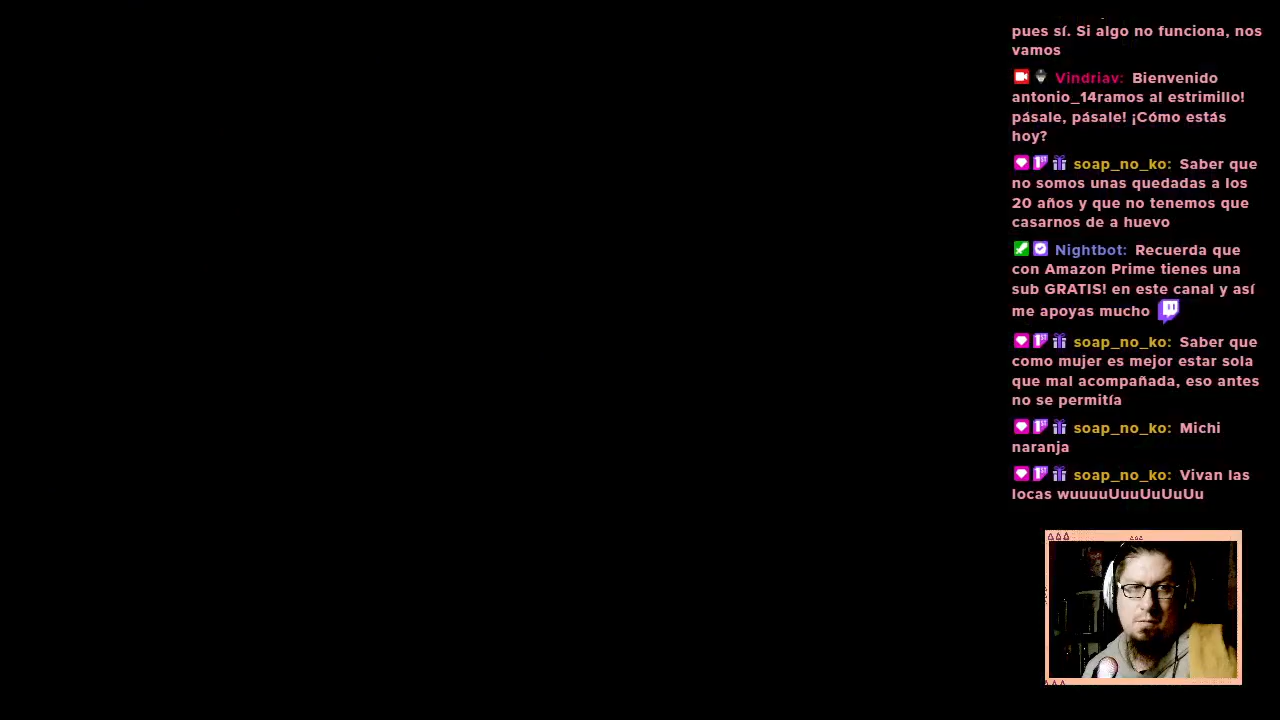 pues sí. Si algo no funciona, nos
vamos
Vindriav: Bienvenido
antonio_14ramos al estrimillo!
pásale, pásale! ¡Cómo estás
hoy?
soap_no_ko: Saber que
no somos unas quedadas a los
20 años y que no tenemos que
casarnos de a huevo
Nightbot: Recuerda que
con Amazon Prime tienes una
sub GRATIS! en este canal y así
me apoyas mucho
soap_no_ko: Saber que
como mujer es mejor estar sola
que mal acompañada, eso antes
no se permitía
soap_no_ko: Michi
naranja
soap_no_ko: Vivan las
locas wuuuuUuuUuUuUu